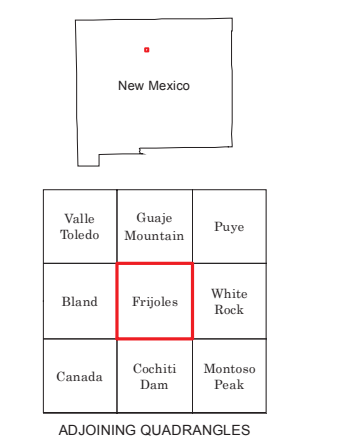 New Mexico
Valle
Toledo
Guaje
Mountain
Puye
Bland
Frijoles
White
Rock
Canada
Cochiti
Dam
Montoso
Peak
ADJOINING QUADRANGLES